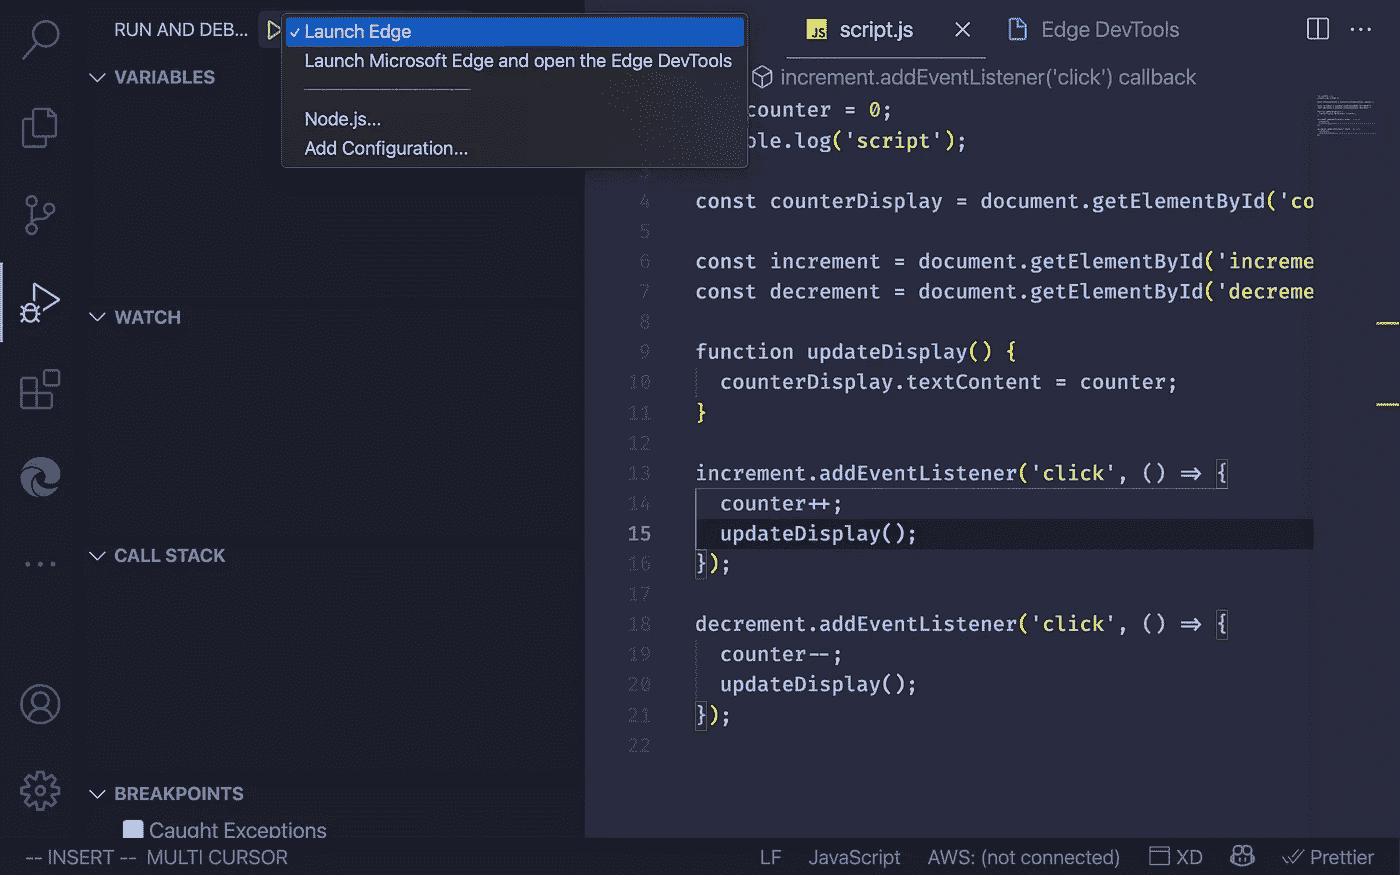 RUN AND DEB...
✓ Launch Edge
Launch Microsoft Edge and open the Edge DevTools
Node.js...
Add Configuration...
VARIABLES
WATCH
CALL STACK
BREAKPOINTS
Caught Exceptions
JS script.js
Edge DevTools
increment.addEventListener('click') callback
counter = 0;
ole.log('script');
3
4 const counterDisplay = document.getElementById('co
5
6 const increment = document.getElementById('increme
7 const decrement = document.getElementById('decreme
8
9 function updateDisplay() {
10 counterDisplay.textContent = counter;
11 }
12
13 increment.addEventListener('click', () => {
14 counter++;
15 updateDisplay();
16 });
17
18 decrement.addEventListener('click', () => {
19 counter--;
20 updateDisplay();
21 });
22
-- INSERT -- MULTI CURSOR
LF JavaScript AWS: (not connected) XD Prettier